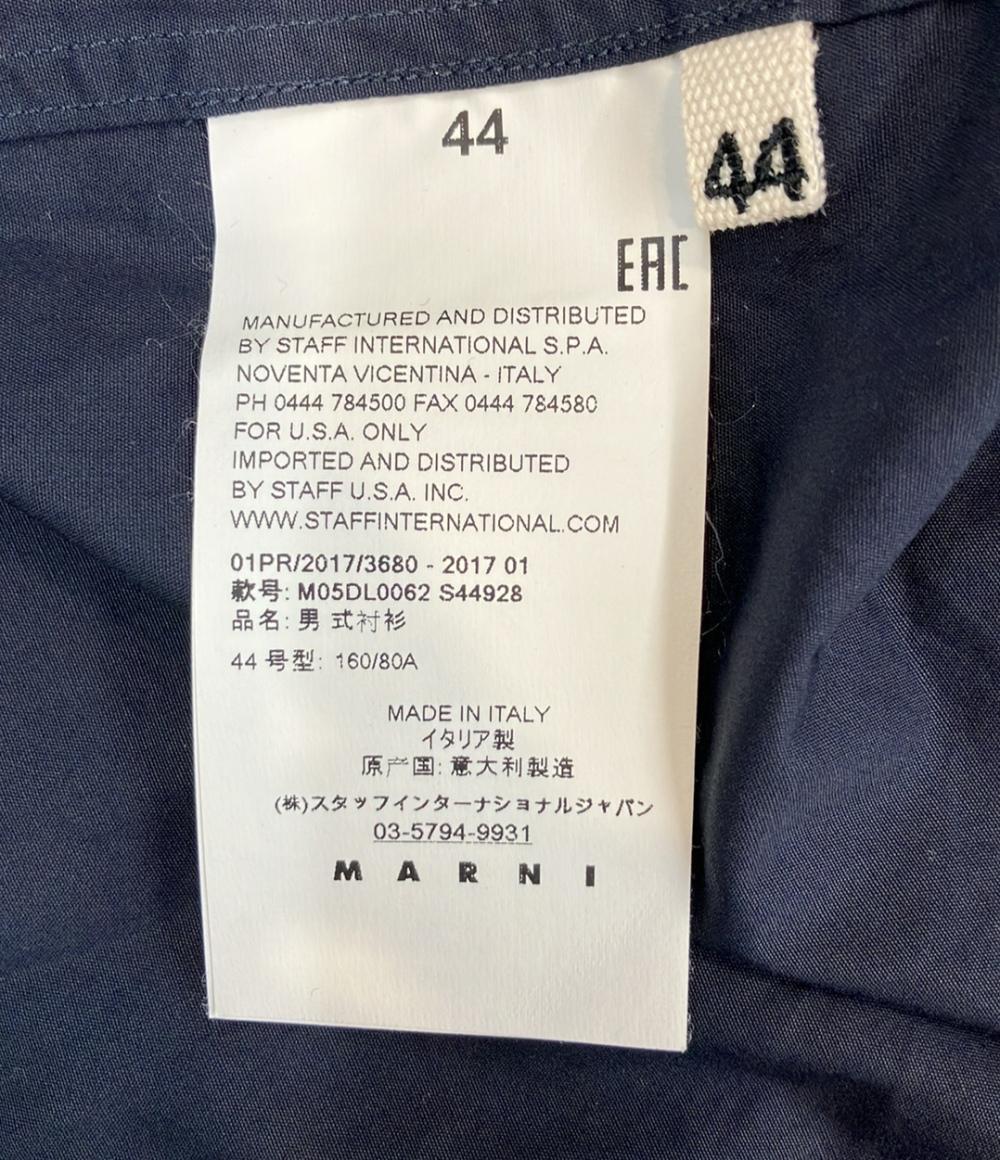 44
44
EAC
MANUFACTURED AND DISTRIBUTED
BY STAFF INTERNATIONAL S.P.A.
NOVENTA VICENTINA - ITALY
PH 0444 784500 FAX 0444 784580
FOR U.S.A. ONLY
IMPORTED AND DISTRIBUTED
BY STAFF U.S.A. INC.
WWW.STAFFINTERNATIONAL.COM
01PR/2017/3680 - 2017 01
款号: M05DL0062 S44928
品名: 男式衬衫
44 号型: 160/80A
MADE IN ITALY
イタリア製
原产国: 意大利製造
(株)スタッフインターナショナルジャパン
03-5794-9931
MARNI